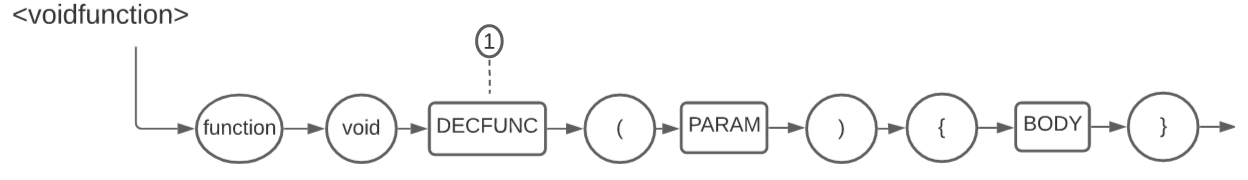 <voidfunction>
1
function void DECFUNC ( PARAM ) { BODY }